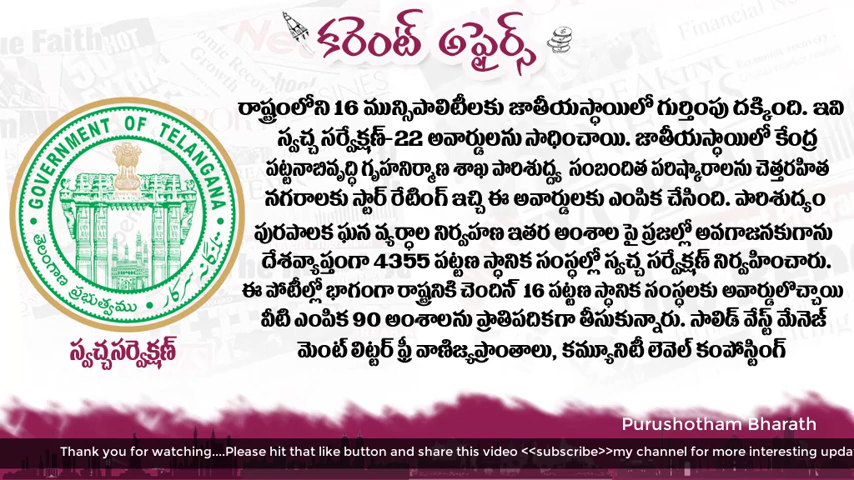 కరెంట్ అఫైర్స్
రాష్ట్రంలోని 16 మున్సిపాలిటీలకు జాతీయస్థాయిలో గుర్తింపు దక్కింది. ఇవి
స్వచ్ఛ సర్వేక్షణ్-22 అవార్డులను సాధించాయి. జాతీయస్థాయిలో కేంద్ర
పట్టనాబివృద్ధి గృహనిర్మాణ శాఖ పారిశుద్ధ్య సంబందిత పరిష్కారాలను చెత్తరహిత
నగరాలకు స్టార్ రేటింగ్ ఇచ్చి ఈ అవార్డులకు ఎంపిక చేసింది. పారిశుద్యం
పురపాలక ఘన వ్యర్థాల నిర్వహణ ఇతర అంశాల పై ప్రజల్లో అవగాజనకుగాను
దేశవ్యాప్తంగా 4355 పట్టణ స్థానిక సంస్థల్లో స్వచ్ఛ సర్వేక్షణ్ నిర్వహించారు.
ఈ పోటీల్లో భాగంగా రాష్ట్రనికి చెందిన్ 16 పట్టణ స్థానిక సంస్థలకు అవార్డులొచ్చాయి
వీటి ఎంపిక 90 అంశాలను ప్రాతిపదికగా తీసుకున్నారు. సాలిడ్ వేస్ట్ మేనెజ్
మెంట్ లిట్టర్ ఫ్రీ వాణిజ్యప్రాంతాలు, కమ్యూనిటీ లెవెల్ కంపోస్టింగ్
GOVERNMENT OF TELANGANA
తెలంగాణ ప్రభుత్వము
స్వచ్ఛసర్వెక్షణ్
Purushotham Bharath
Thank you for watching....Please hit that like button and share this video <<subscribe>>my channel for more interesting upda